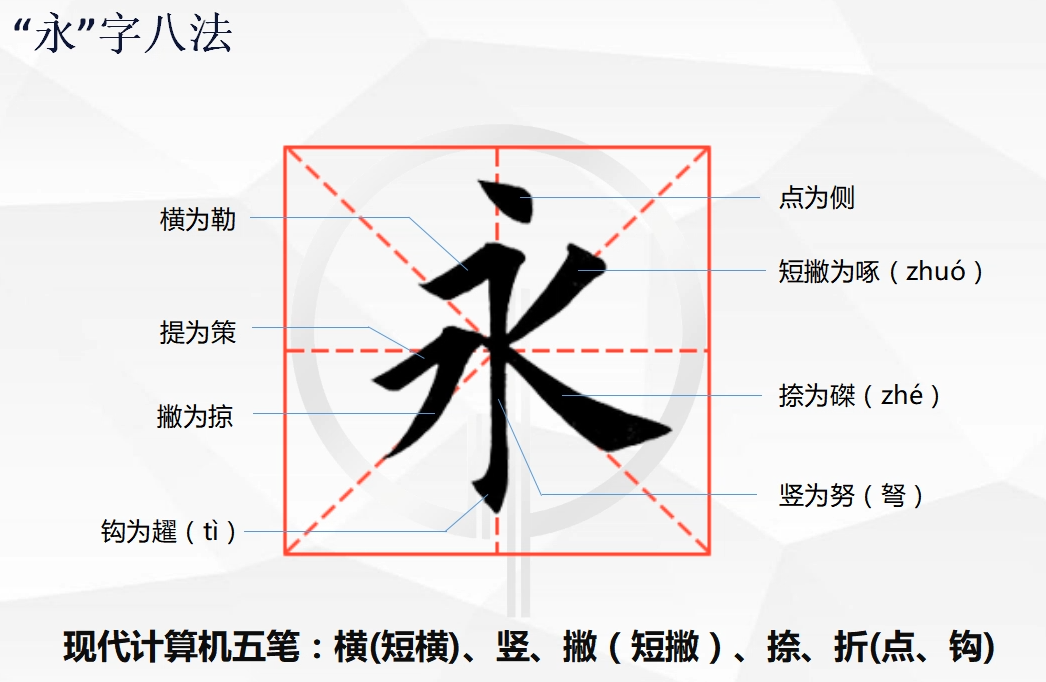 “永”字八法
点为侧
横为勒
短撇为啄（zhuó）
提为策
捺为磔（zhé）
撇为掠
竖为努（弩）
钩为趯（tì）
永
现代计算机五笔：横(短横)、竖、撇（短撇）、捺、折(点、钩)